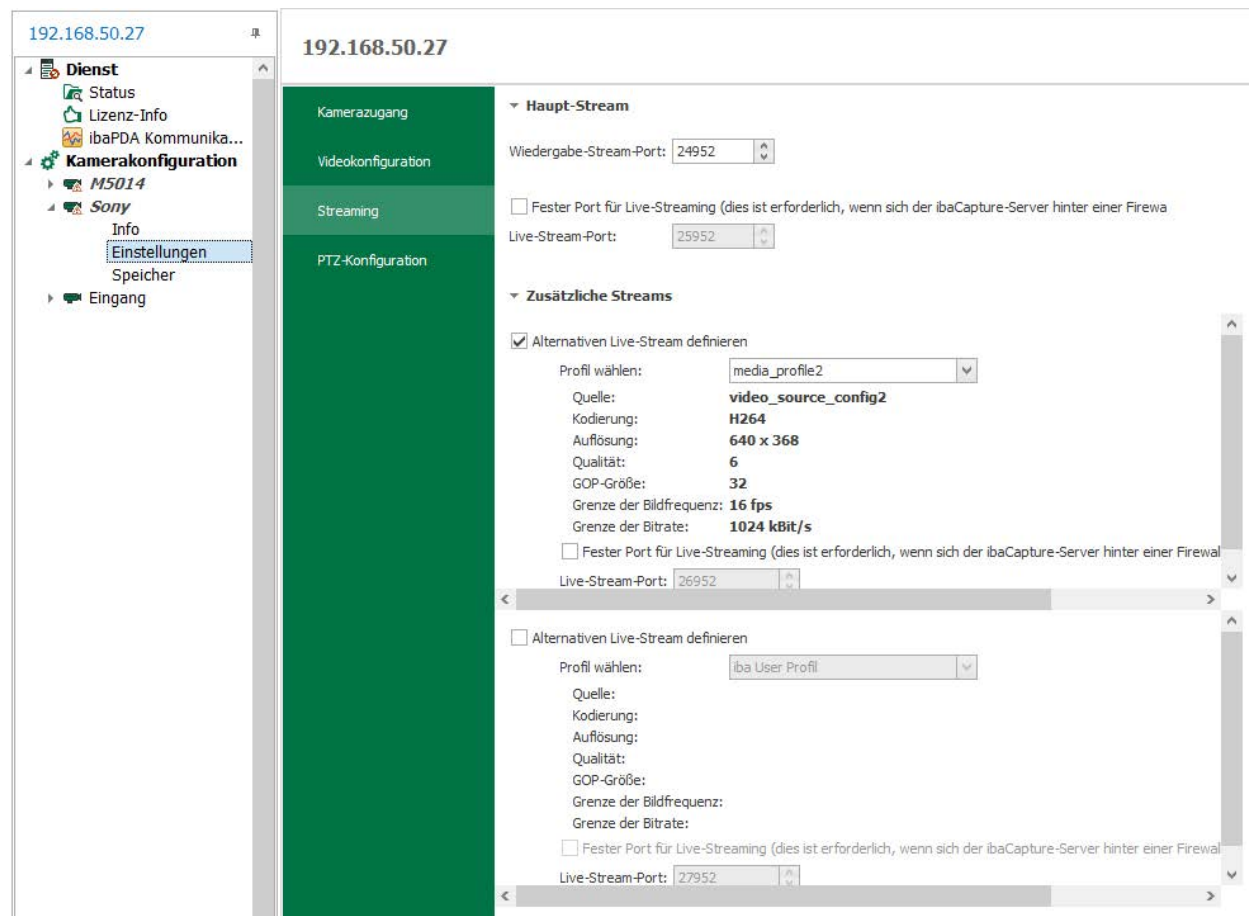 192.168.50.27
Dienst
Status
Lizenz-Info
ibaPDA Kommunika...
Kamerakonfiguration
M5014
Sony
Info
Einstellungen
Speicher
Eingang
192.168.50.27
Kamerazugang
Videokonfiguration
Streaming
PTZ-Konfiguration
Haupt-Stream
Wiedergabe-Stream-Port: 24952
Fester Port für Live-Streaming (dies ist erforderlich, wenn sich der ibaCapture-Server hinter einer Firewa
Live-Stream-Port: 25952
Zusätzliche Streams
Alternativen Live-Stream definieren
Profil wählen: media_profile2
Quelle: video_source_config2
Kodierung: H264
Auflösung: 640 x 368
Qualität: 6
GOP-Größe: 32
Grenze der Bildfrequenz: 16 fps
Grenze der Bitrate: 1024 kBit/s
Fester Port für Live-Streaming (dies ist erforderlich, wenn sich der ibaCapture-Server hinter einer Firewal
Live-Stream-Port: 26952
Alternativen Live-Stream definieren
Profil wählen: iba User Profil
Quelle:
Kodierung:
Auflösung:
Qualität:
GOP-Größe:
Grenze der Bildfrequenz:
Grenze der Bitrate:
Fester Port für Live-Streaming (dies ist erforderlich, wenn sich der ibaCapture-Server hinter einer Firewal
Live-Stream-Port: 27952